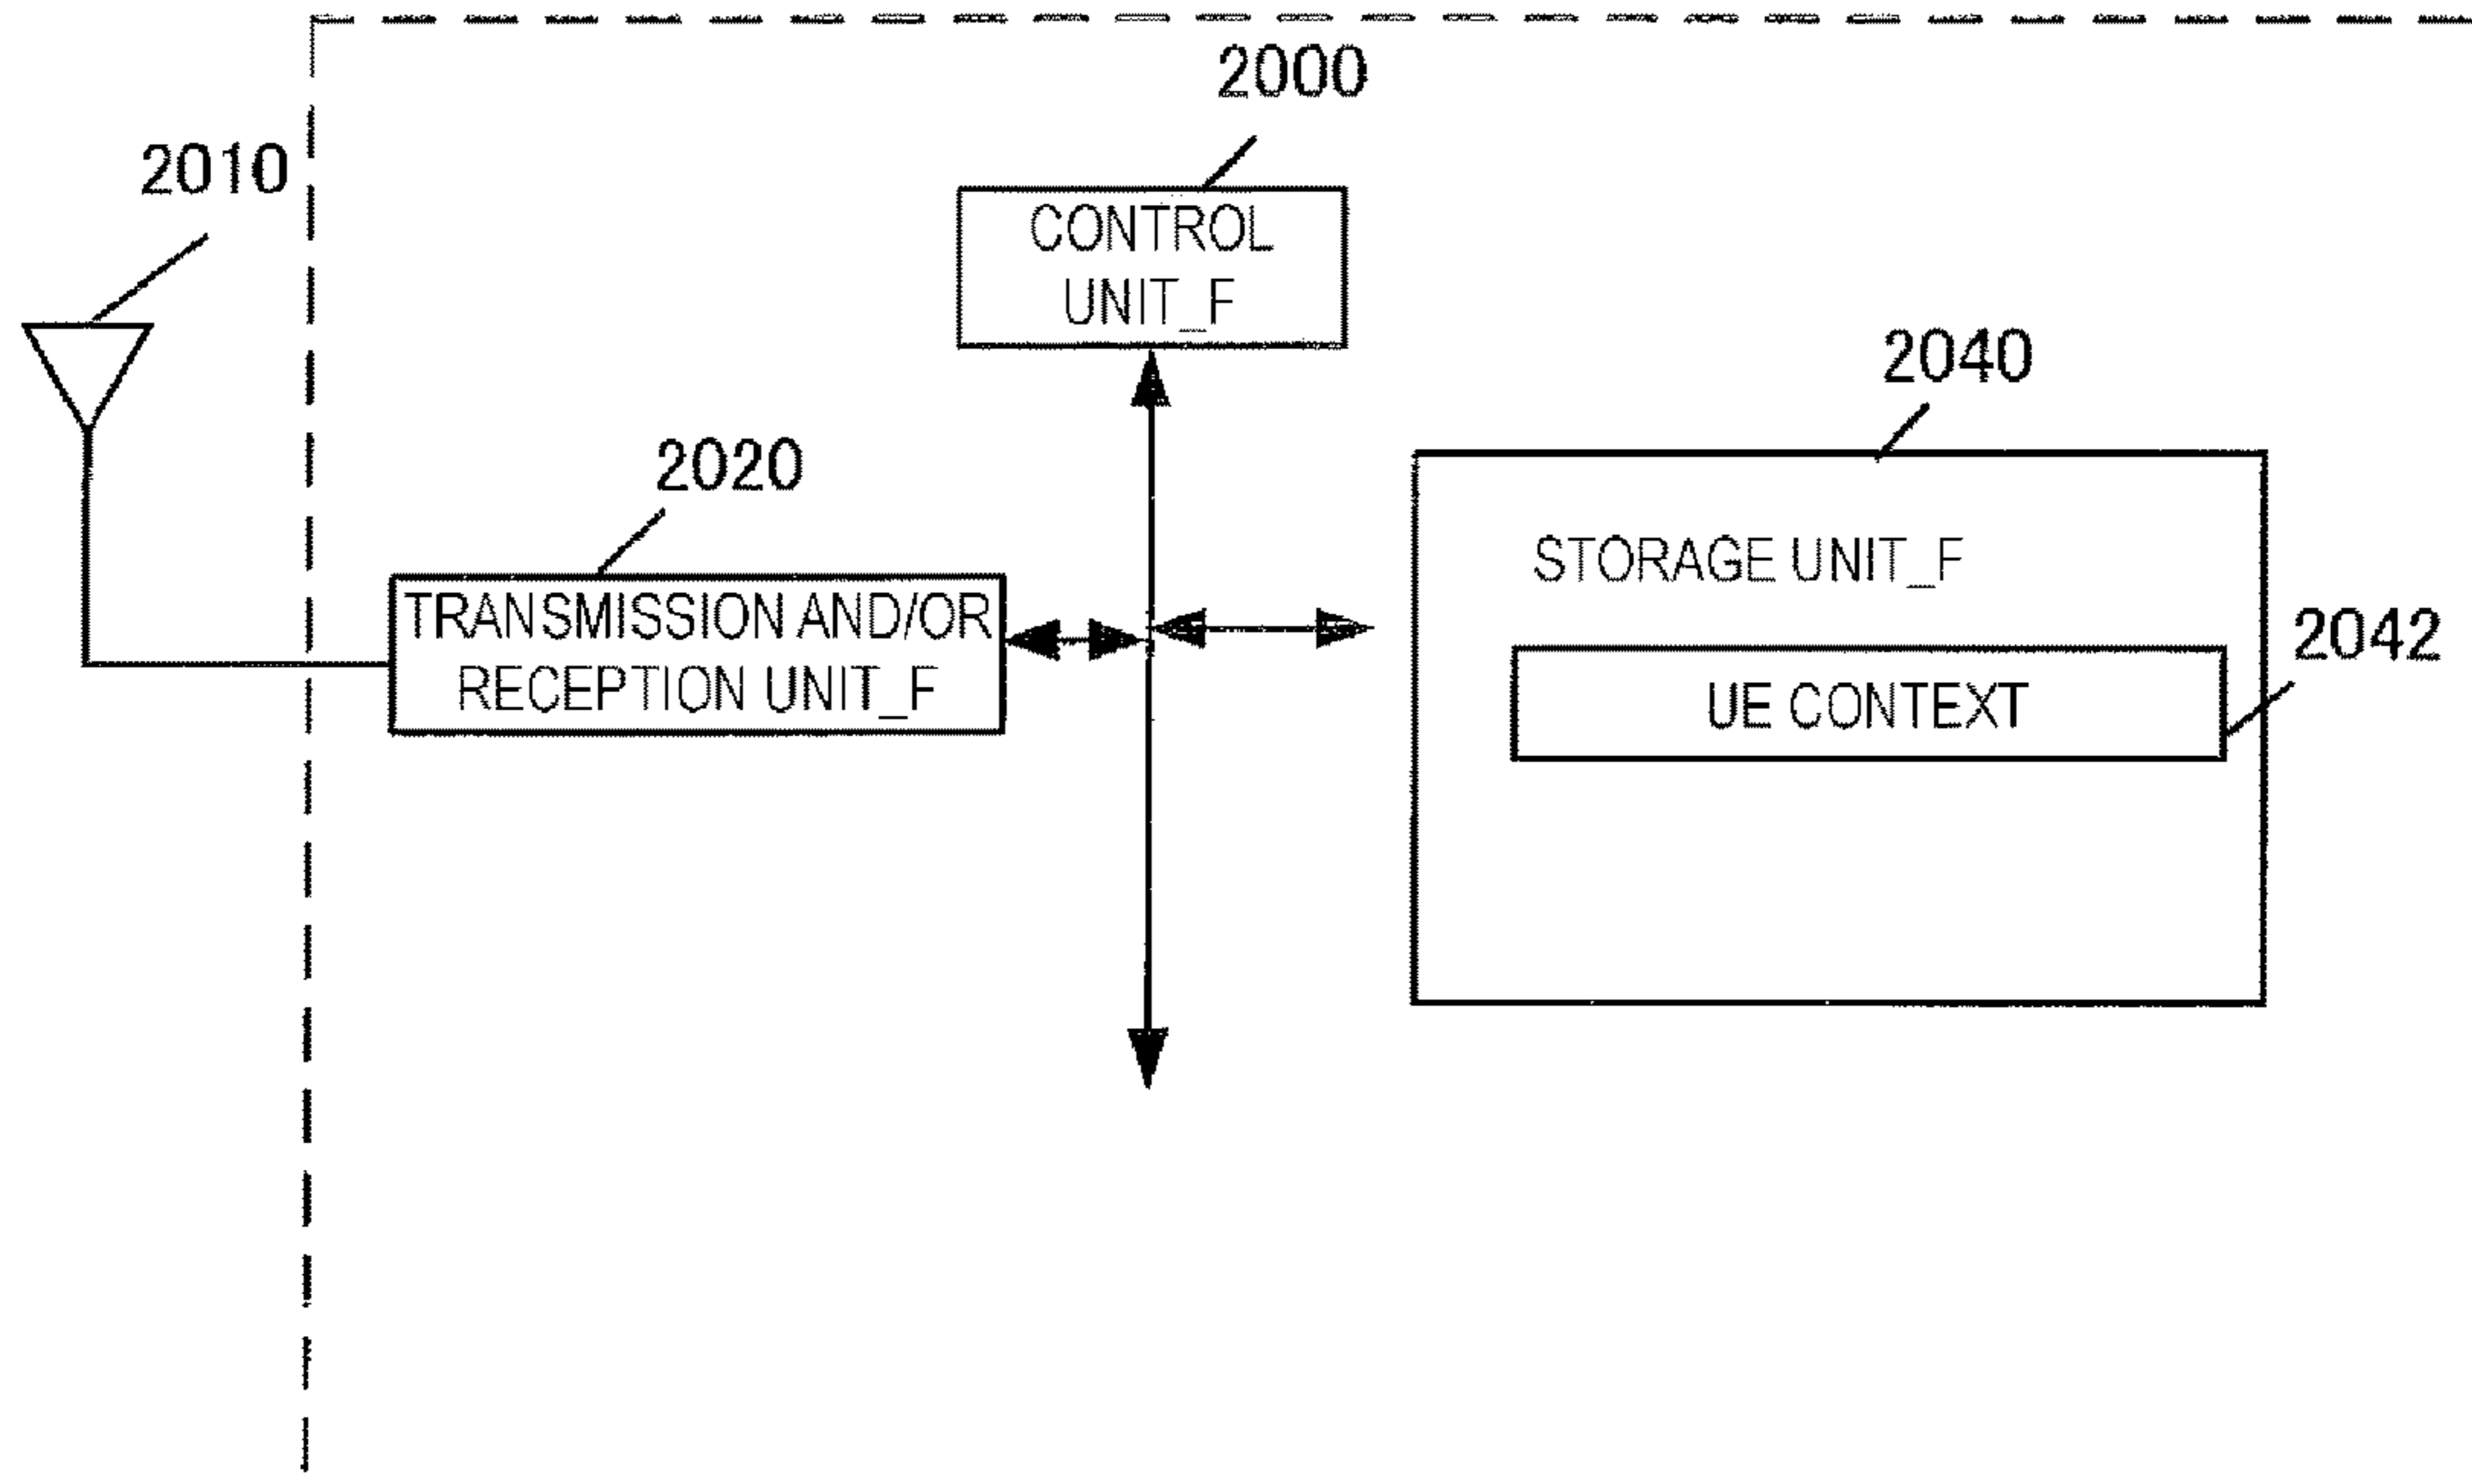 2000
2010
CONTROL
UNIT_F
2040
2020
STORAGE UNIT_F
TRANSMISSION AND/OR
RECEPTION UNIT_F
2042
UE CONTEXT